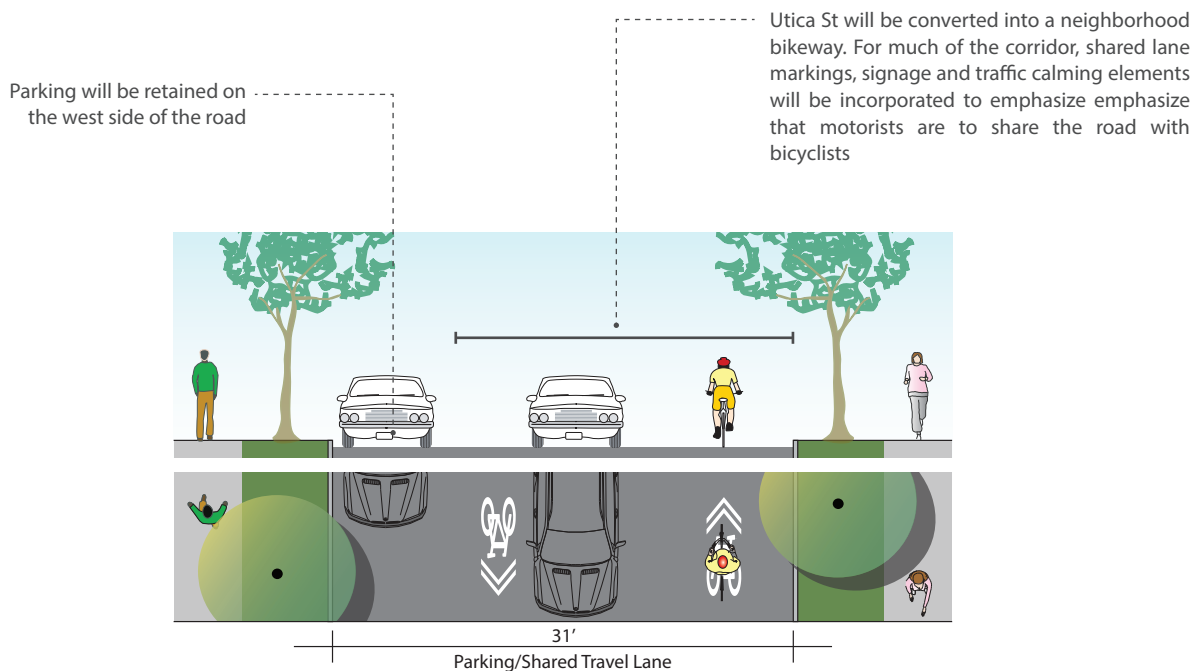 Parking will be retained on
the west side of the road
Utica St will be converted into a neighborhood
bikeway. For much of the corridor, shared lane
markings, signage and traffic calming elements
will be incorporated to emphasize emphasize
that motorists are to share the road with
bicyclists
31’
Parking/Shared Travel Lane